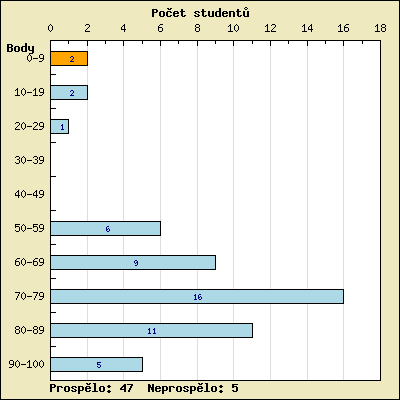 Počet studentů
0 2 4 6 8 10 12 14 16 18
Body
0-9 2
10-19 2
20-29 1
30-39
40-49
50-59 6
60-69 9
70-79 16
80-89 11
90-100 5
Prospělo: 47 Neprospělo: 5